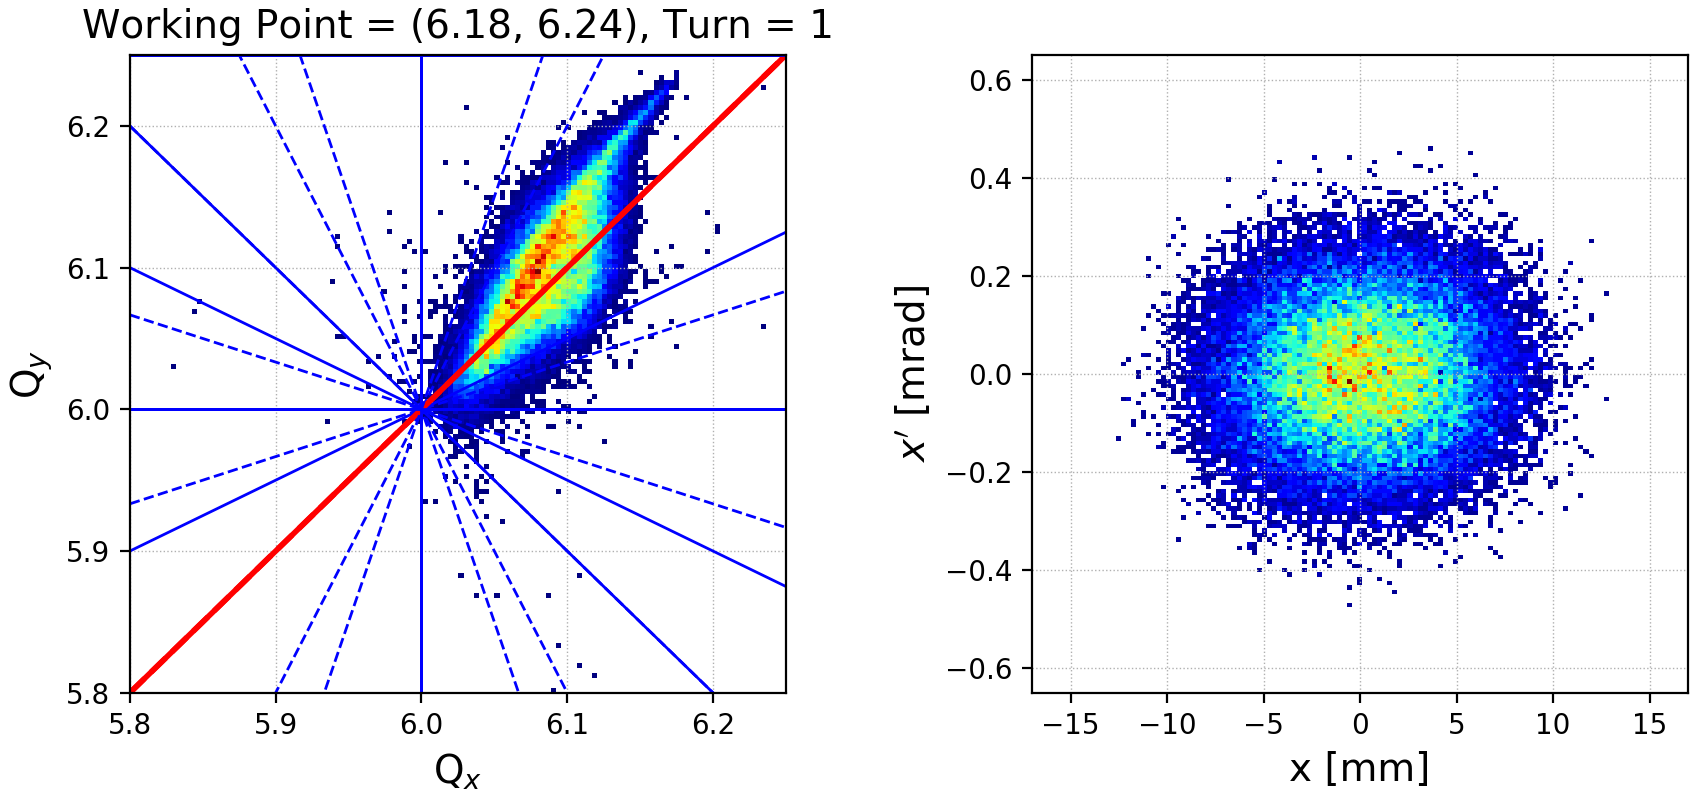 Working Point = (6.18, 6.24), Turn = 1
Qy
6.2
6.1
6.0
5.9
5.8
5.8 5.9 6.0 6.1 6.2
Qx
x′ [mrad]
0.6
0.4
0.2
0.0
−0.2
−0.4
−0.6
−15 −10 −5 0 5 10 15
x [mm]